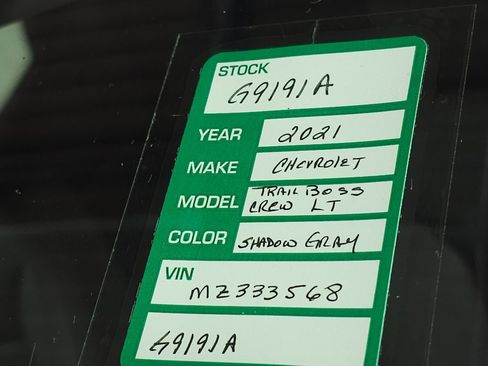 STOCK
G9191A
YEAR 2021
MAKE CHEVROLET
MODEL TRAIL BOSS
CREW LT
COLOR SHADOW GRAY
VIN
MZ333568
G9191A